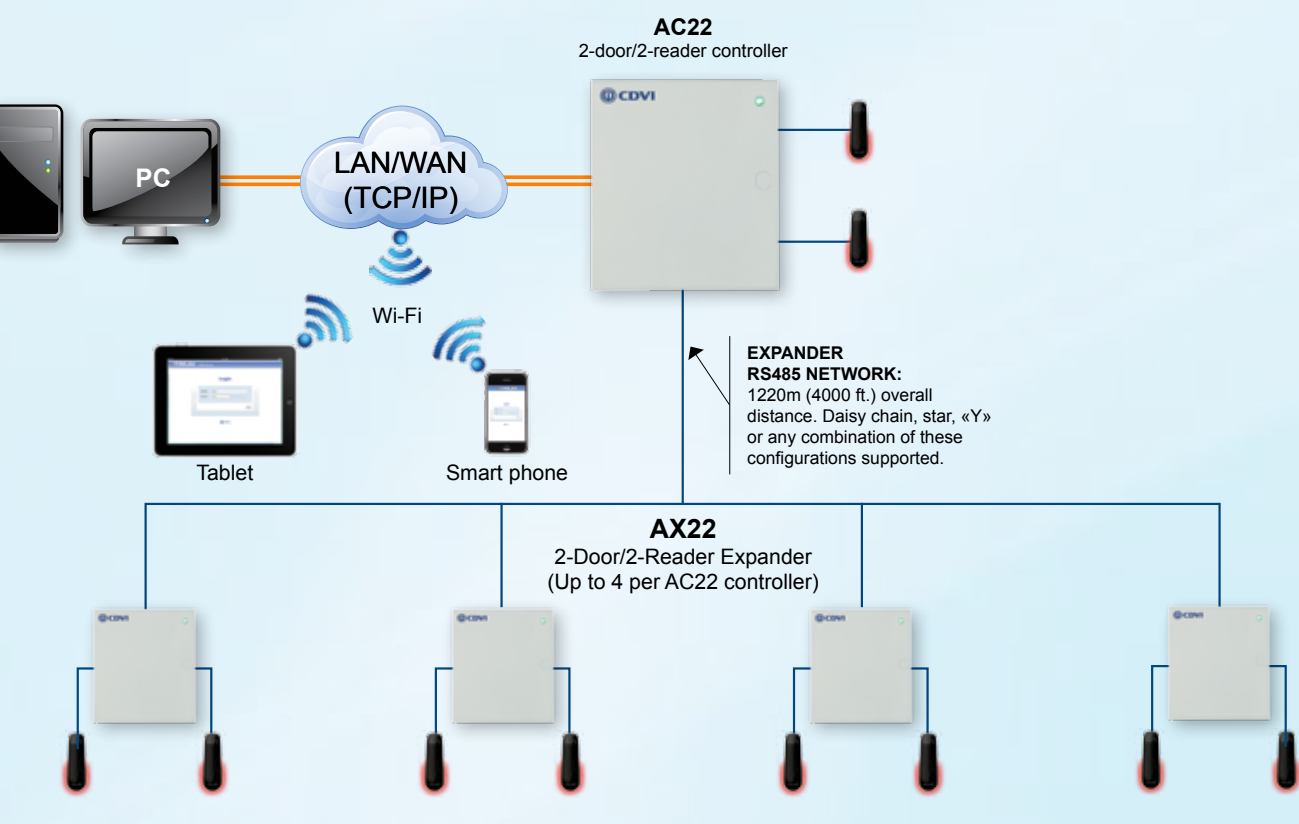 AC22
2-door/2-reader controller
CDVI
PC
LAN/WAN
(TCP/IP)
Wi-Fi
EXPANDER
RS485 NETWORK:
1220m (4000 ft.) overall
distance. Daisy chain, star, «Y»
or any combination of these
configurations supported.
Tablet
Smart phone
AX22
2-Door/2-Reader Expander
(Up to 4 per AC22 controller)
CDVI
CDVI
CDVI
CDVI